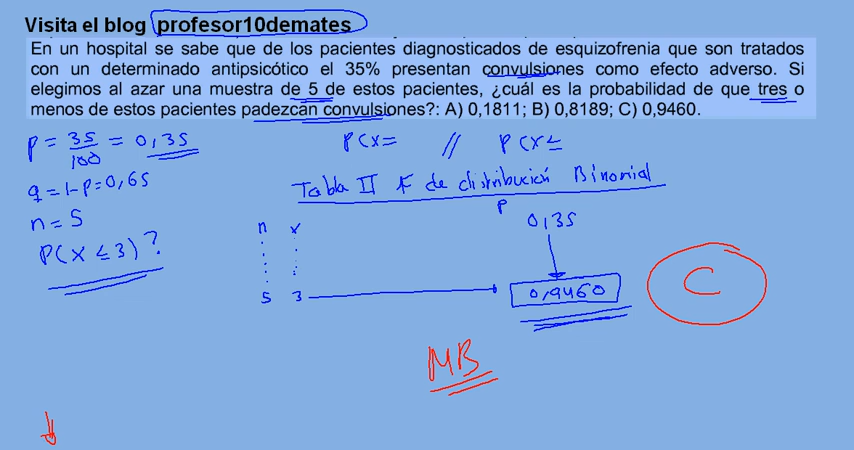 Visita el blog profesor10demates
En un hospital se sabe que de los pacientes diagnosticados de esquizofrenia que son tratados
con un determinado antipsicótico el 35% presentan convulsiones como efecto adverso. Si
elegimos al azar una muestra de 5 de estos pacientes, ¿cuál es la probabilidad de que tres o
menos de estos pacientes padezcan convulsiones?: A) 0,1811; B) 0,8189; C) 0,9460.
p = 35/100 = 0,35
q = 1-p = 0,65
n = 5
P(X ≤ 3)?
P(X= // P(X≤
Tabla II F de distribución Binomial
p
n x 0,35
5 3 0,9460
C
MB